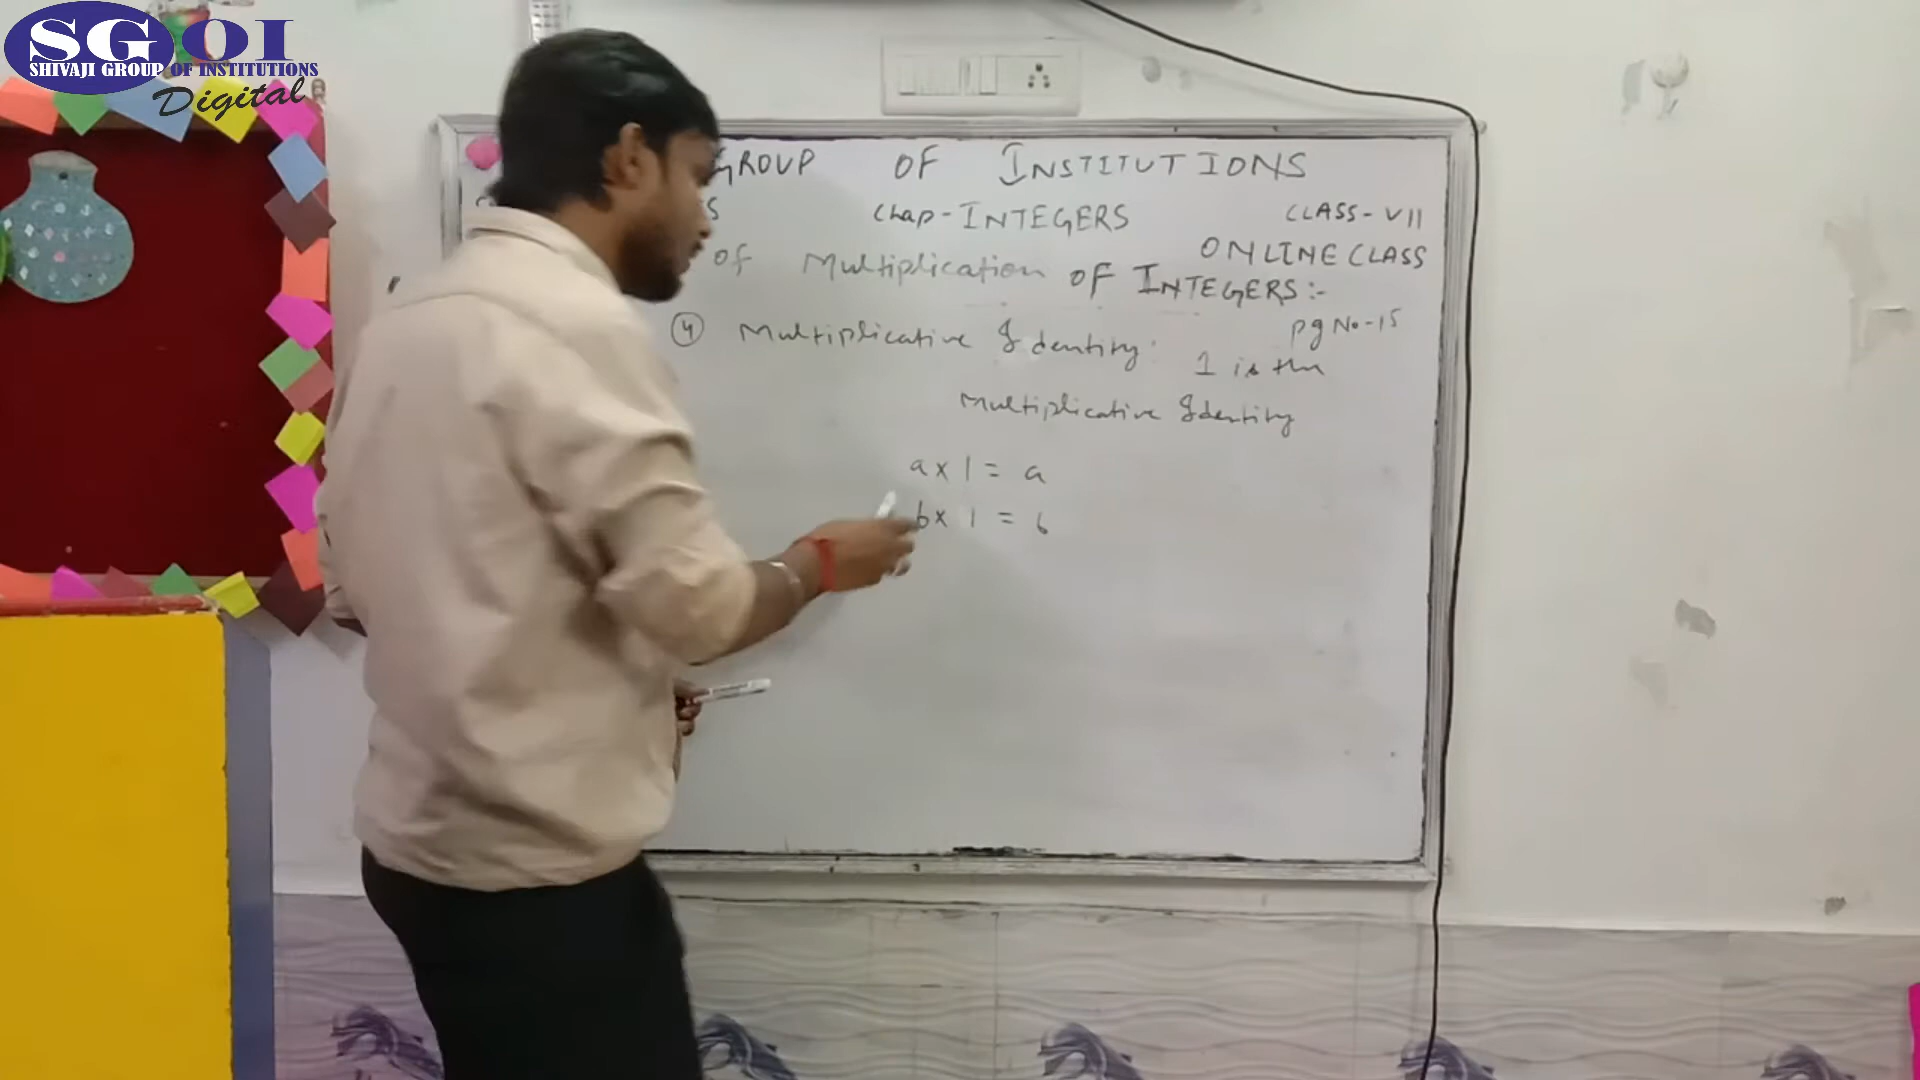 SGOI
SHIVAJI GROUP OF INSTITUTIONS
Digital
GROUP OF INSTITUTIONS
Chap-INTEGERS CLASS-VII
ONLINE CLASS
of Multiplication OF INTEGERS:-
Pg No-15
④ Multiplicative Identity: 1 is the
Multiplicative Identity
a x 1 = a
b x 1 = b